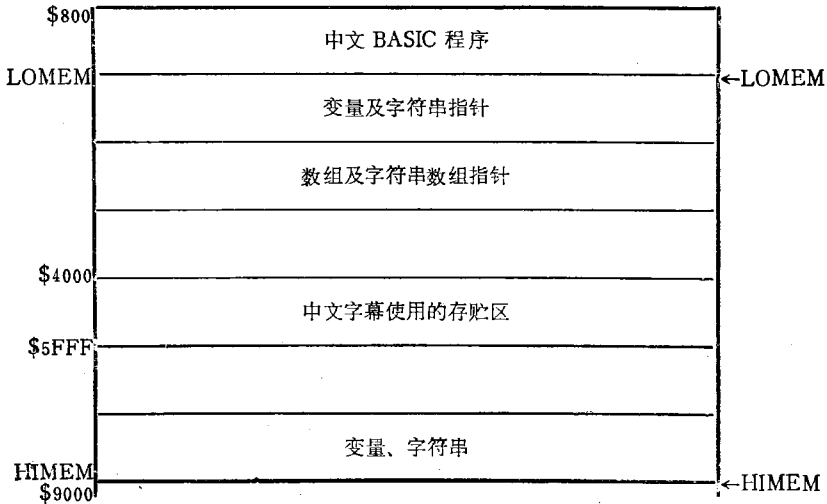 $800
中文 BASIC 程序
LOMEM
←LOMEM
变量及字符串指针
数组及字符串数组指针
$4000
中文字幕使用的存贮区
$5FFF
变量、字符串
HIMEM
←HIMEM
$9000